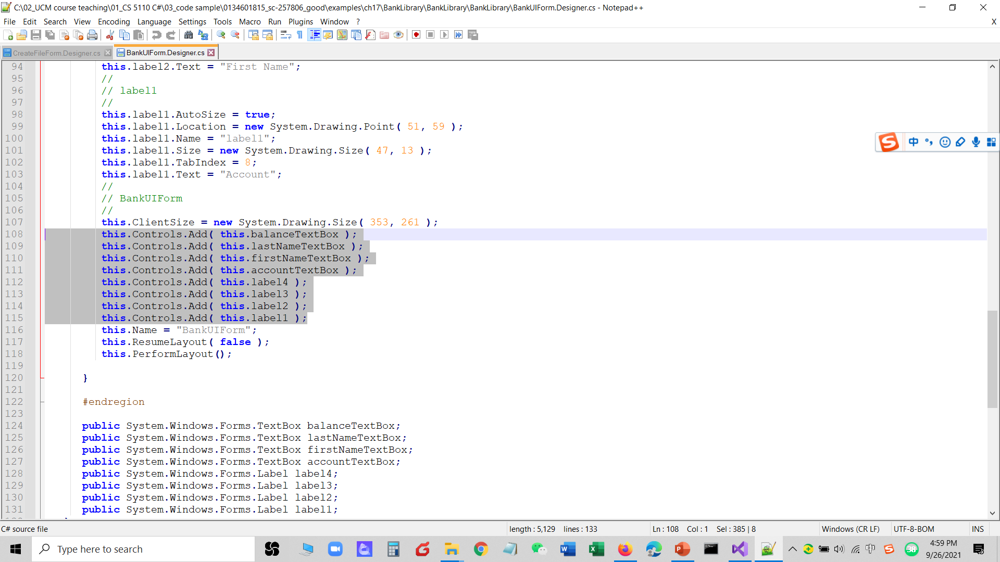 C:\02_UCM course teaching\01_CS 5110 C#\03_code sample\0134601815_sc-257806_good\examples\ch17\BankLibrary\BankLibrary\BankLibrary\BankUIForm.Designer.cs - Notepad++
File Edit Search View Encoding Language Settings Tools Macro Run Plugins Window ? X
CreateFileForm.Designer.cs BankUIForm.Designer.cs
94 this.label2.Text = "First Name";
95 //
96 // label1
97 //
98 this.label1.AutoSize = true;
99 this.label1.Location = new System.Drawing.Point( 51, 59 );
100 this.label1.Name = "label1";
101 this.label1.Size = new System.Drawing.Size( 47, 13 );
102 this.label1.TabIndex = 8;
103 this.label1.Text = "Account";
104 //
105 // BankUIForm
106 //
107 this.ClientSize = new System.Drawing.Size( 353, 261 );
108 this.Controls.Add( this.balanceTextBox );
109 this.Controls.Add( this.lastNameTextBox );
110 this.Controls.Add( this.firstNameTextBox );
111 this.Controls.Add( this.accountTextBox );
112 this.Controls.Add( this.label4 );
113 this.Controls.Add( this.label3 );
114 this.Controls.Add( this.label2 );
115 this.Controls.Add( this.label1 );
116 this.Name = "BankUIForm";
117 this.ResumeLayout( false );
118 this.PerformLayout();
119
120 }
121
122 #endregion
123
124 public System.Windows.Forms.TextBox balanceTextBox;
125 public System.Windows.Forms.TextBox lastNameTextBox;
126 public System.Windows.Forms.TextBox firstNameTextBox;
127 public System.Windows.Forms.TextBox accountTextBox;
128 public System.Windows.Forms.Label label4;
129 public System.Windows.Forms.Label label3;
130 public System.Windows.Forms.Label label2;
131 public System.Windows.Forms.Label label1;
中
C# source file length : 5,129 lines : 133 Ln : 108 Col : 1 Sel : 385 | 8 Windows (CR LF) UTF-8-BOM INS
Type here to search
中 38 4:59 PM
9/26/2021